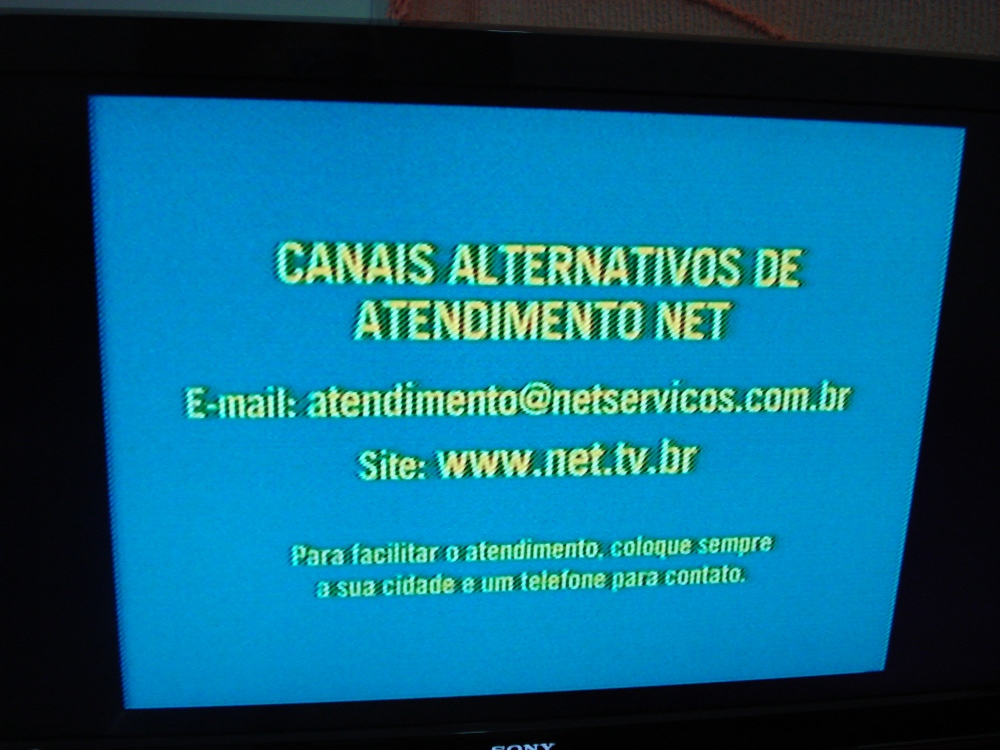 CANAIS ALTERNATIVOS DE
ATENDIMENTO NET
E-mail: atendimento@netservicos.com.br
Site: www.net.tv.br
Para facilitar o atendimento, coloque sempre
a sua cidade e um telefone para contato.
SONY